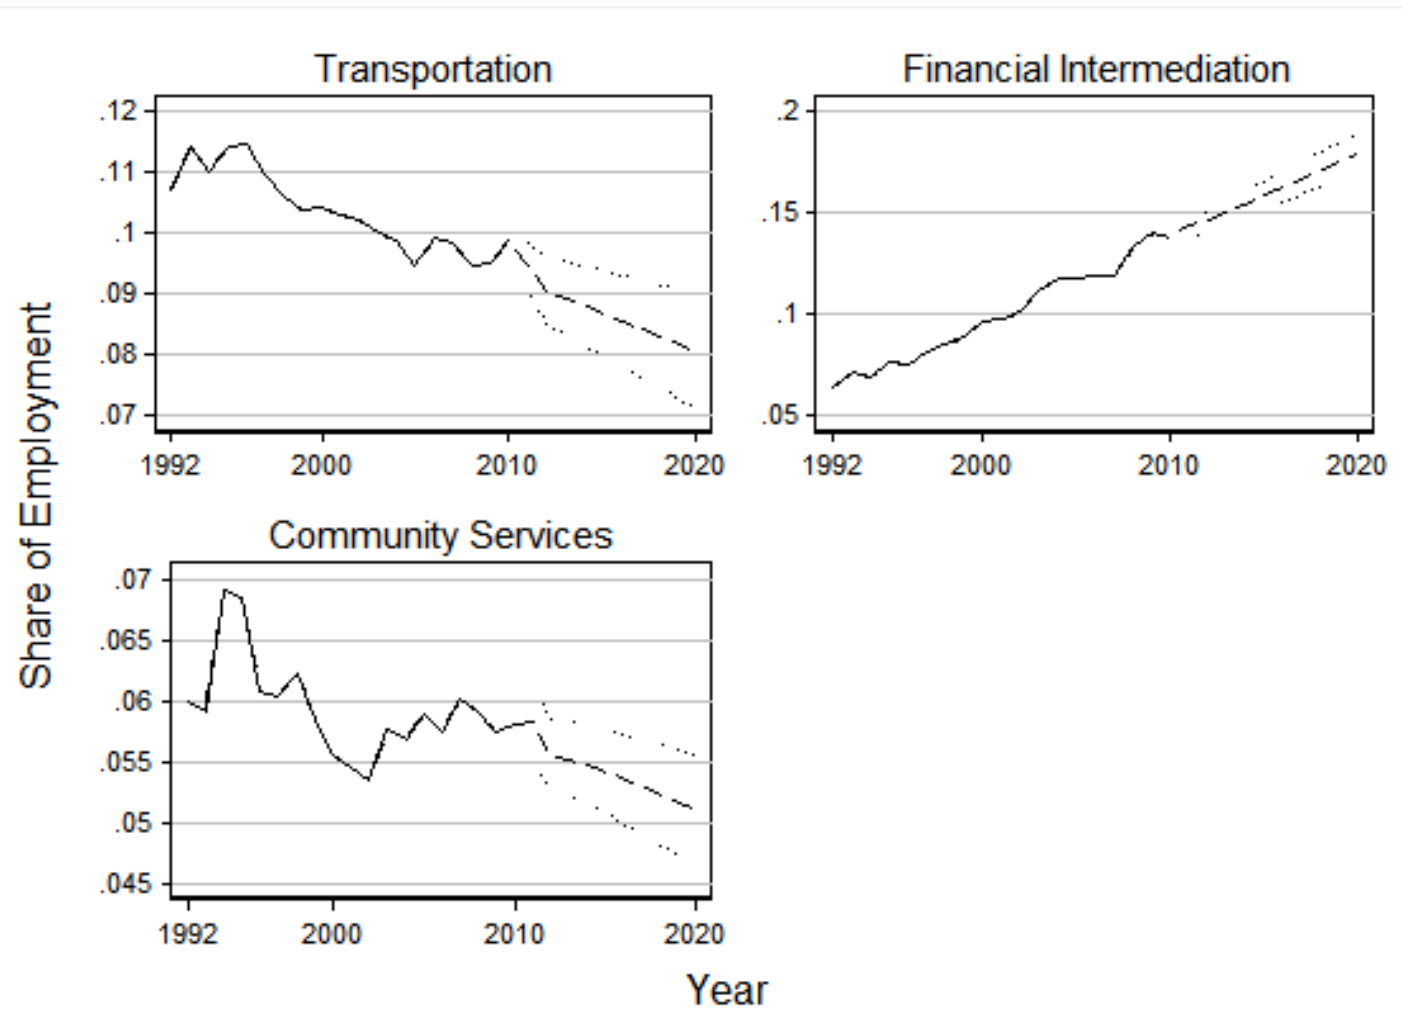 Transportation
.12
.11
.1
.09
.08
.07
1992 2000 2010 2020
Financial Intermediation
.2
.15
.1
.05
1992 2000 2010 2020
Community Services
.07
.065
.06
.055
.05
.045
1992 2000 2010 2020
Share of Employment
Year